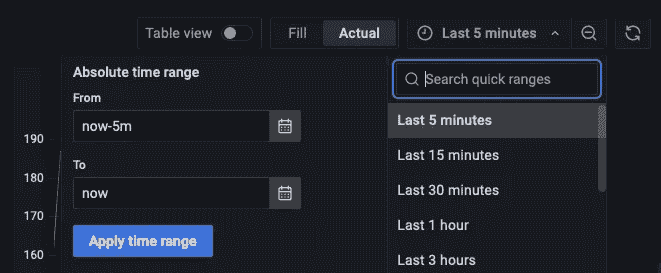 Table view Fill Actual Last 5 minutes
Absolute time range
From
now-5m
To
now
Apply time range
Search quick ranges
Last 5 minutes
Last 15 minutes
Last 30 minutes
Last 1 hour
Last 3 hours
190
180
170
160